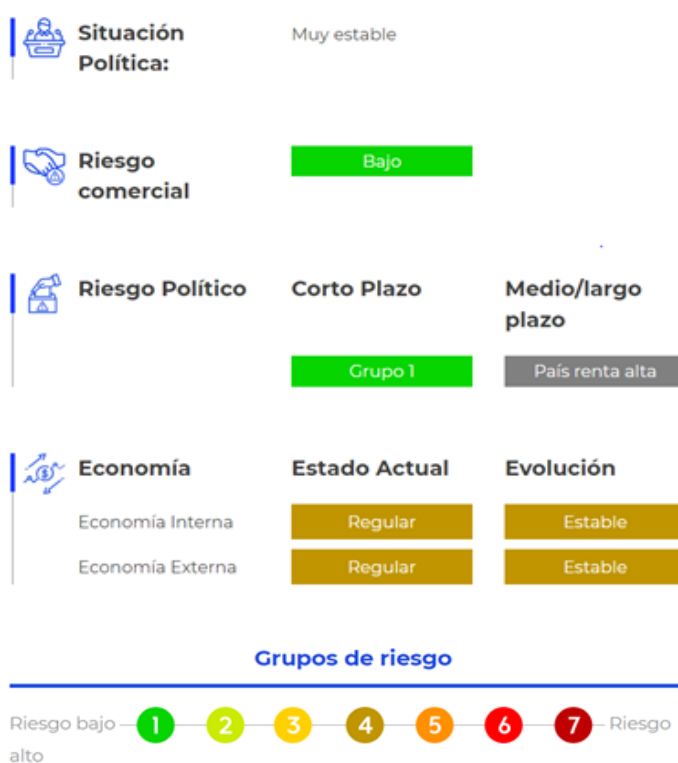 Situación Política: Muy estable
Riesgo comercial Bajo
Riesgo Político Corto Plazo Medio/largo plazo
Grupo 1 País renta alta
Economía Estado Actual Evolución
Economía Interna Regular Estable
Economía Externa Regular Estable
Grupos de riesgo
Riesgo bajo 1 2 3 4 5 6 7 Riesgo
alto